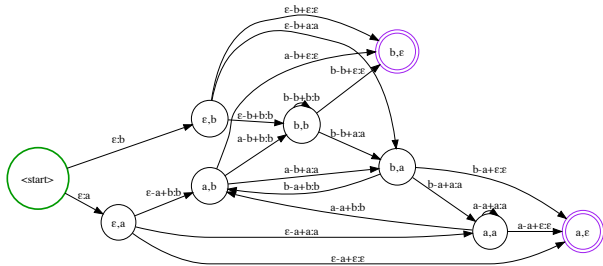 ε-b+ε:ε
ε-b+a:a
a-b+ε:ε
b,ε
b-b+ε:ε
b-b+b:b
ε,b
ε-b+b:b
b,b
ε:b
a-b+b:b
b-b+a:a
<start>
b,a
a-b+a:a
b-a+ε:ε
ε:a
ε-a+b:b
a,b
b-a+b:b
b-a+a:a
a-a+b:b
a-a+a:a
ε,a
ε-a+a:a
a,a
a-a+ε:ε
a,ε
ε-a+ε:ε